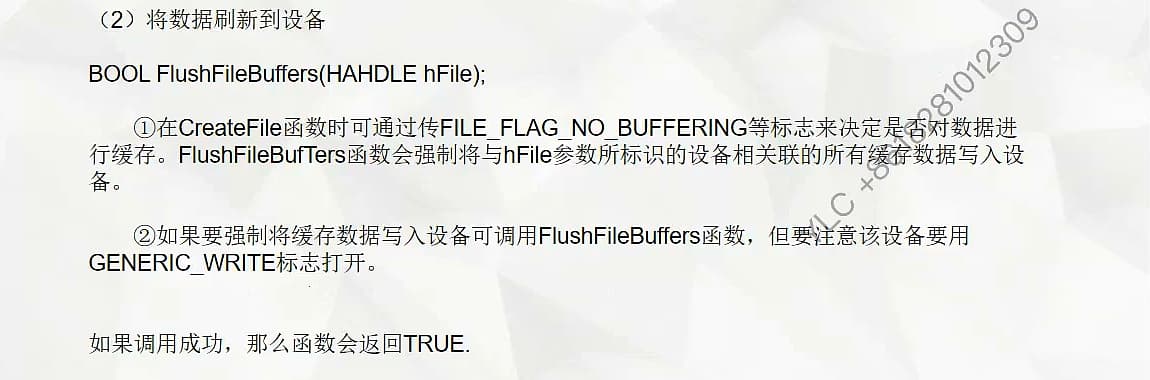 （2）将数据刷新到设备
BOOL FlushFileBuffers(HAHDLE hFile);
①在CreateFile函数时可通过传FILE_FLAG_NO_BUFFERING等标志来决定是否对数据进
行缓存。FlushFileBufTers函数会强制将与hFile参数所标识的设备相关联的所有缓存数据写入设
备。
②如果要强制将缓存数据写入设备可调用FlushFileBuffers函数，但要注意该设备要用
GENERIC_WRITE标志打开。
如果调用成功，那么函数会返回TRUE.
YLC +8618281012309